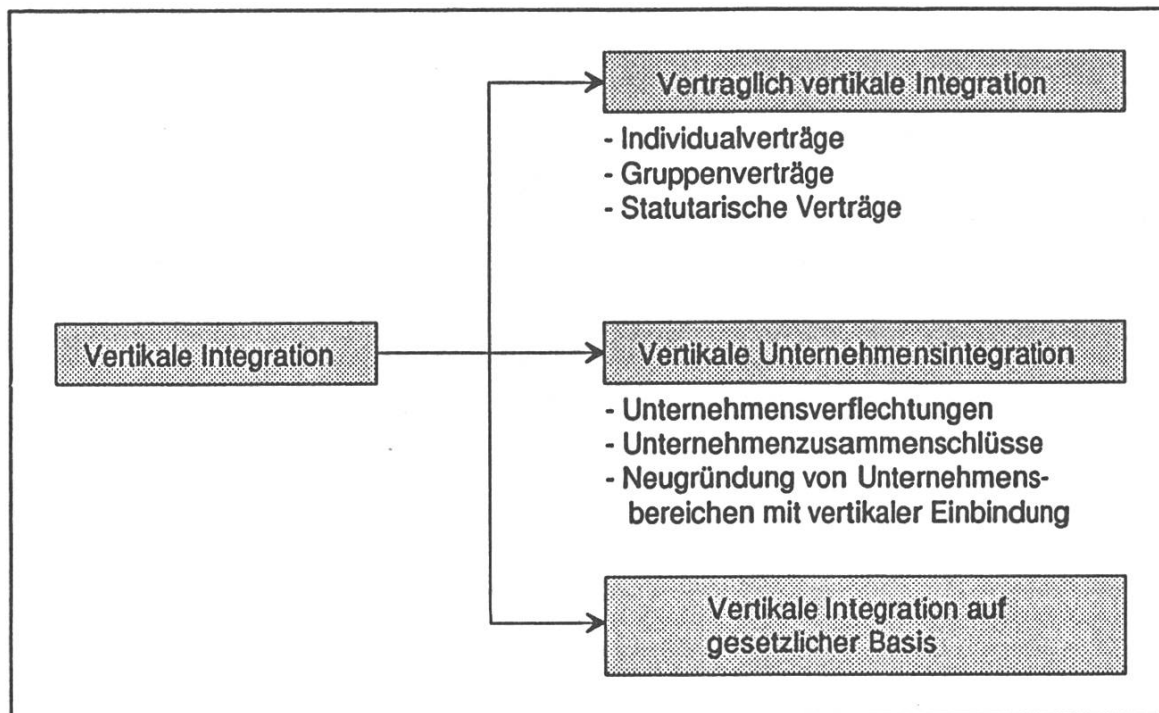 Vertraglich vertikale Integration
- Individualverträge
- Gruppenverträge
- Statutarische Verträge
Vertikale Integration
Vertikale Unternehmensintegration
- Unternehmensverflechtungen
- Unternehmenzusammenschlüsse
- Neugründung von Unternehmens-
bereichen mit vertikaler Einbindung
Vertikale Integration auf
gesetzlicher Basis